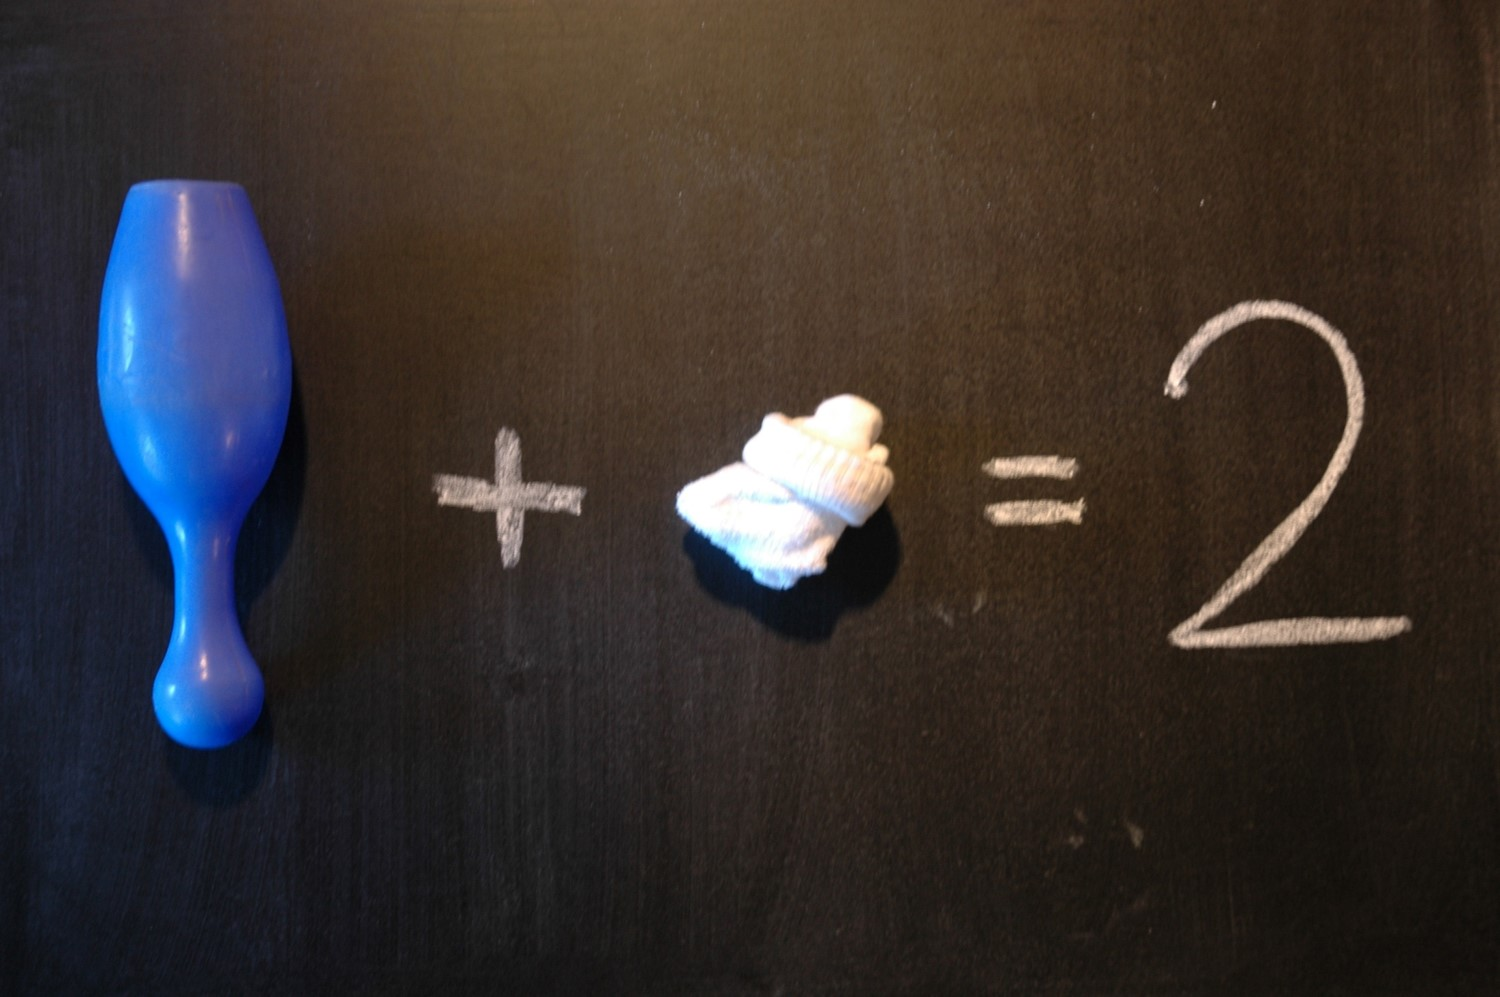 + = 2